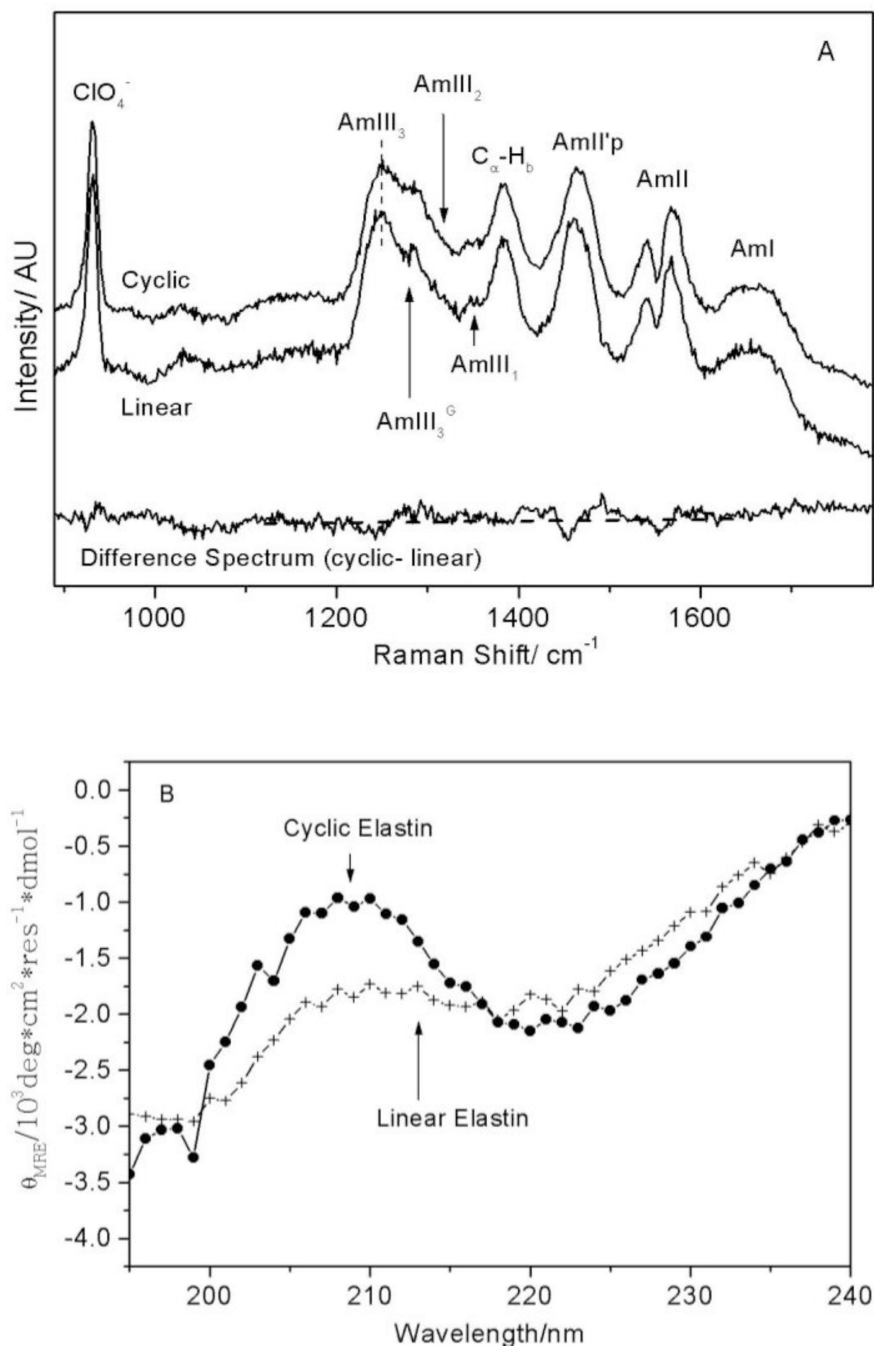 A
ClO₄⁻
AmIII₂
AmIII₃
Cα-Hb
AmII'p
AmII
AmI
Cyclic
Linear
AmIII₁
AmIII₃ᴳ
Difference Spectrum (cyclic- linear)
Intensity/ AU
1000 1200 1400 1600
Raman Shift/ cm⁻¹
B
Cyclic Elastin
Linear Elastin
θMRE/10³deg*cm²*res⁻¹*dmol⁻¹
0.0
-0.5
-1.0
-1.5
-2.0
-2.5
-3.0
-3.5
-4.0
200 210 220 230 240
Wavelength/nm